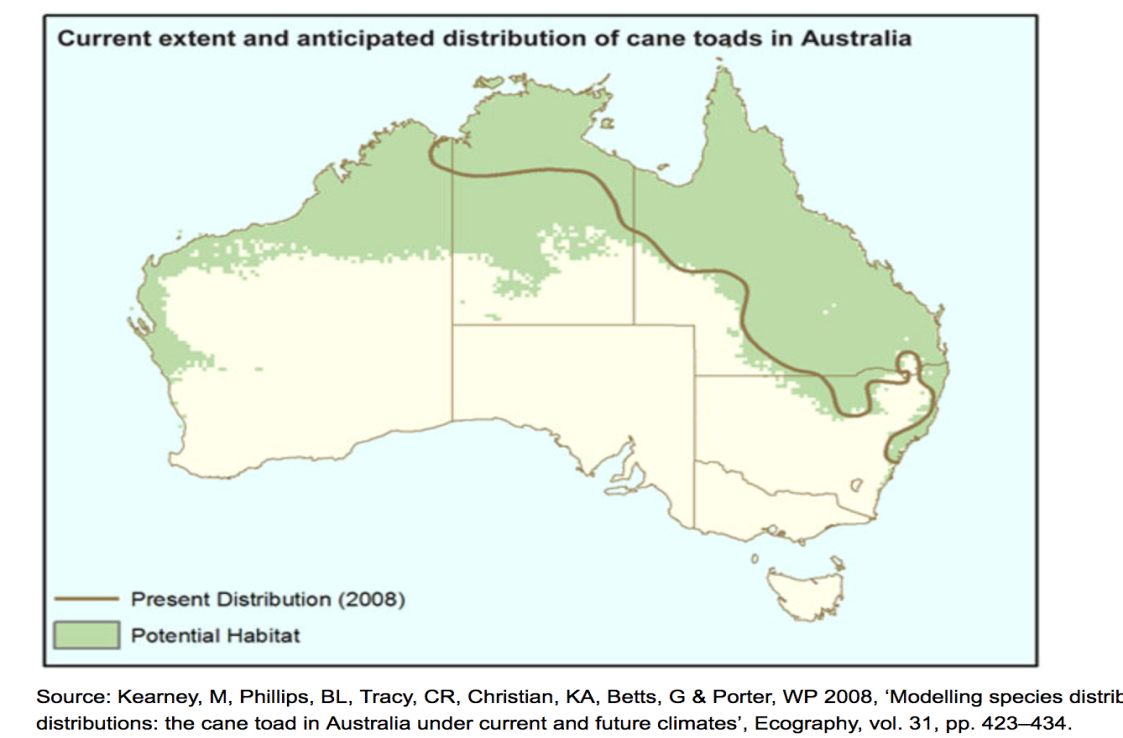 Current extent and anticipated distribution of cane toads in Australia
Present Distribution (2008)
Potential Habitat
Source: Kearney, M, Phillips, BL, Tracy, CR, Christian, KA, Betts, G & Porter, WP 2008, ‘Modelling species distrib
distributions: the cane toad in Australia under current and future climates’, Ecography, vol. 31, pp. 423–434.